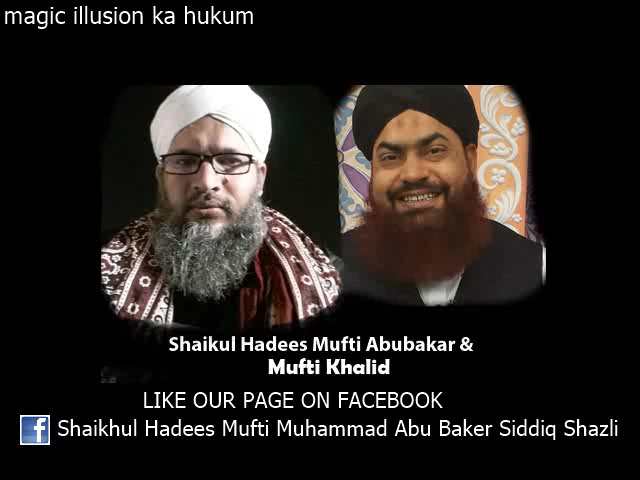 magic illusion ka hukum
Shaikul Hadees Mufti Abubakar &
Mufti Khalid
LIKE OUR PAGE ON FACEBOOK
f Shaikhul Hadees Mufti Muhammad Abu Baker Siddiq Shazli